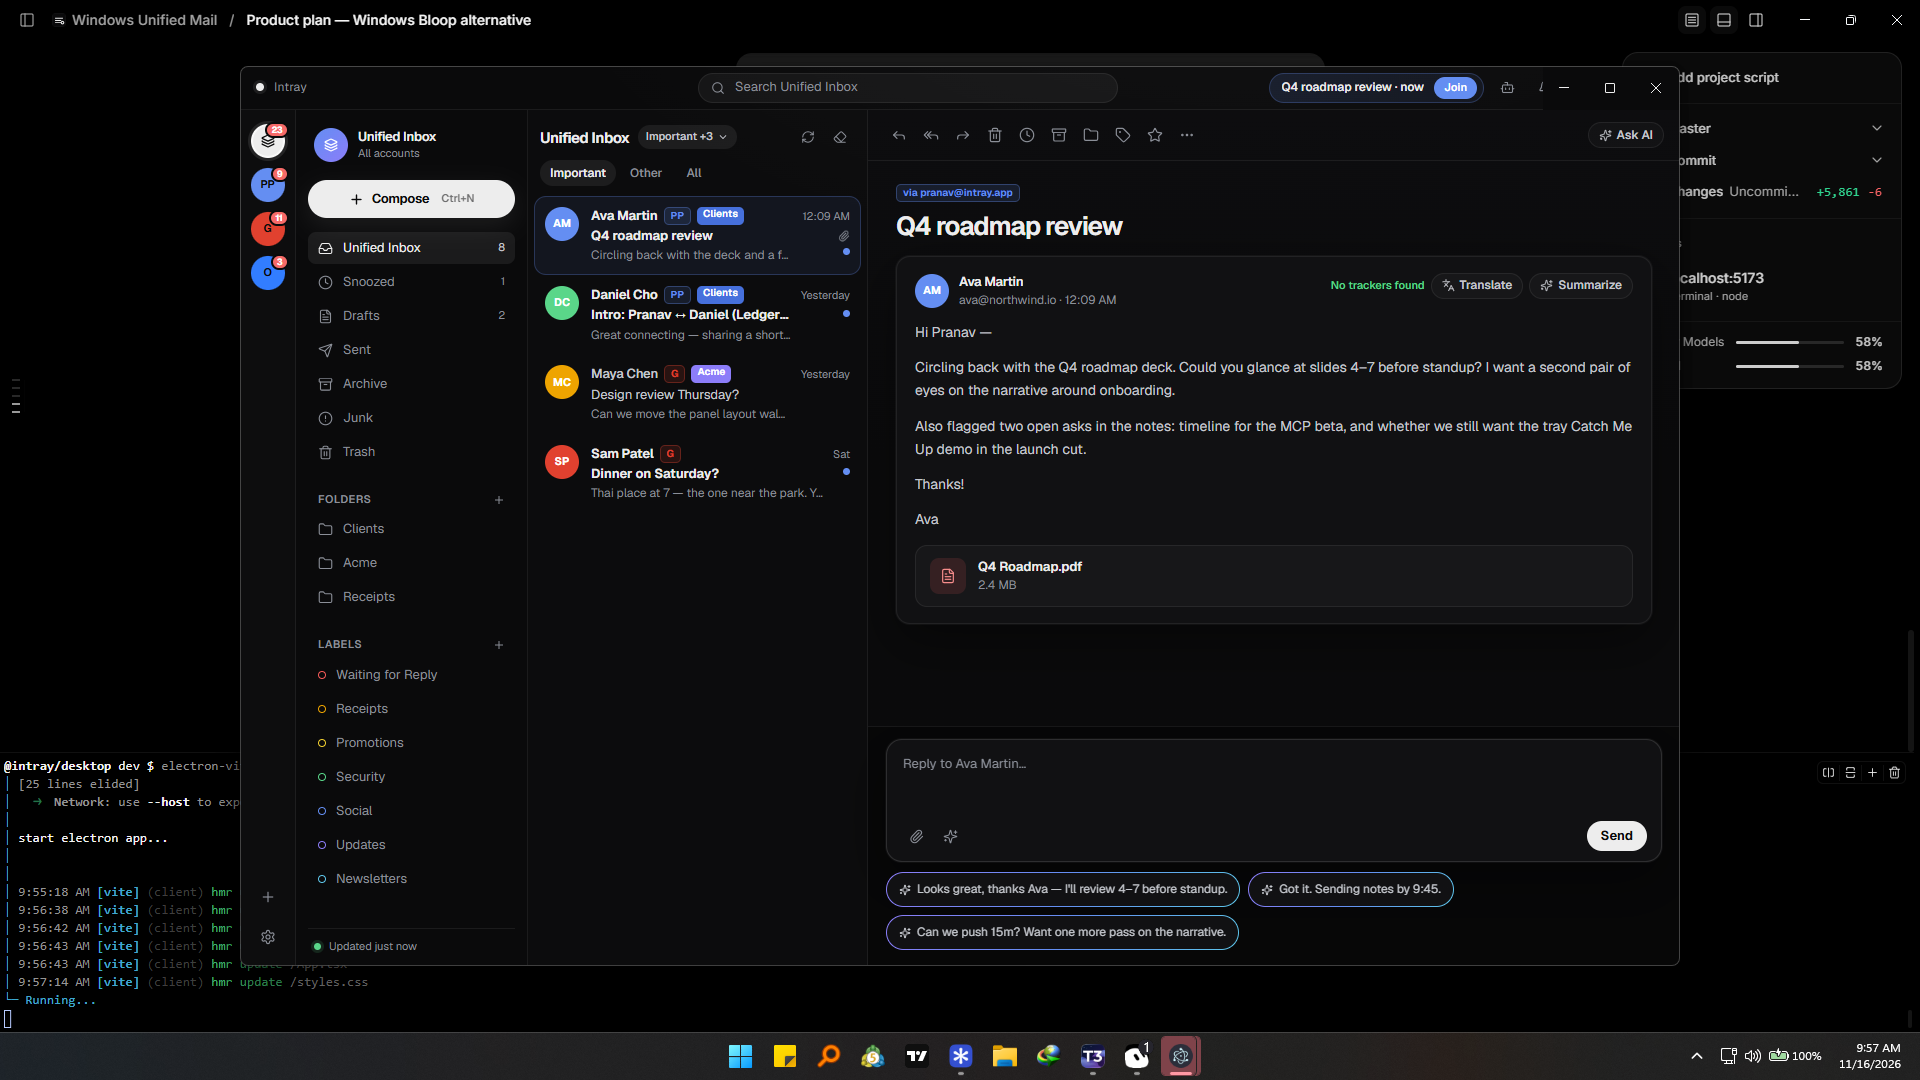 Windows Unified Mail / Product plan — Windows Bloop alternative
Intray
Search Unified Inbox
Q4 roadmap review · now
Join
23
PP
9
G
11
O
3
Unified Inbox
All accounts
Compose Ctrl+N
Unified Inbox 8
Snoozed 1
Drafts 2
Sent
Archive
Junk
Trash
FOLDERS
Clients
Acme
Receipts
LABELS
Waiting for Reply
Receipts
Promotions
Security
Social
Updates
Newsletters
Updated just now
Unified Inbox Important +3
Important Other All
AM
Ava Martin PP Clients 12:09 AM
Q4 roadmap review
Circling back with the deck and a f…
DC
Daniel Cho PP Clients Yesterday
Intro: Pranav ↔ Daniel (Ledger…
Great connecting — sharing a short…
MC
Maya Chen G Acme Yesterday
Design review Thursday?
Can we move the panel layout wal…
SP
Sam Patel G Sat
Dinner on Saturday?
Thai place at 7 — the one near the park. Y…
Ask AI
via pranav@intray.app
Q4 roadmap review
AM
Ava Martin
ava@northwind.io · 12:09 AM
No trackers found Translate Summarize
Hi Pranav —
Circling back with the Q4 roadmap deck. Could you glance at slides 4–7 before standup? I want a second pair of
eyes on the narrative around onboarding.
Also flagged two open asks in the notes: timeline for the MCP beta, and whether we still want the tray Catch Me
Up demo in the launch cut.
Thanks!
Ava
Q4 Roadmap.pdf
2.4 MB
Reply to Ava Martin…
Send
Looks great, thanks Ava — I'll review 4–7 before standup.
Got it. Sending notes by 9:45.
Can we push 15m? Want one more pass on the narrative.
dd project script
aster
ommit
anges Uncommi... +5,861 -6
calhost:5173
rminal · node
Models 58%
58%
@intray/desktop dev $ electron-vi
[25 lines elided]
➜ Network: use --host to exp
start electron app...
9:55:18 AM [vite] (client) hmr
9:56:38 AM [vite] (client) hmr
9:56:42 AM [vite] (client) hmr
9:56:43 AM [vite] (client) hmr
9:56:43 AM [vite] (client) hmr update /App.tsx
9:57:14 AM [vite] (client) hmr update /styles.css
Running...
T3
1
100%
9:57 AM
11/16/2026